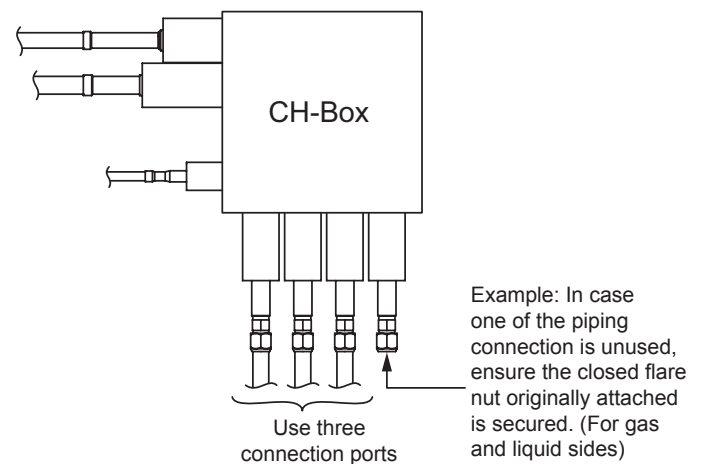 CH-Box
Example: In case
one of the piping
connection is unused,
ensure the closed flare
nut originally attached
is secured. (For gas
and liquid sides)
Use three
connection ports